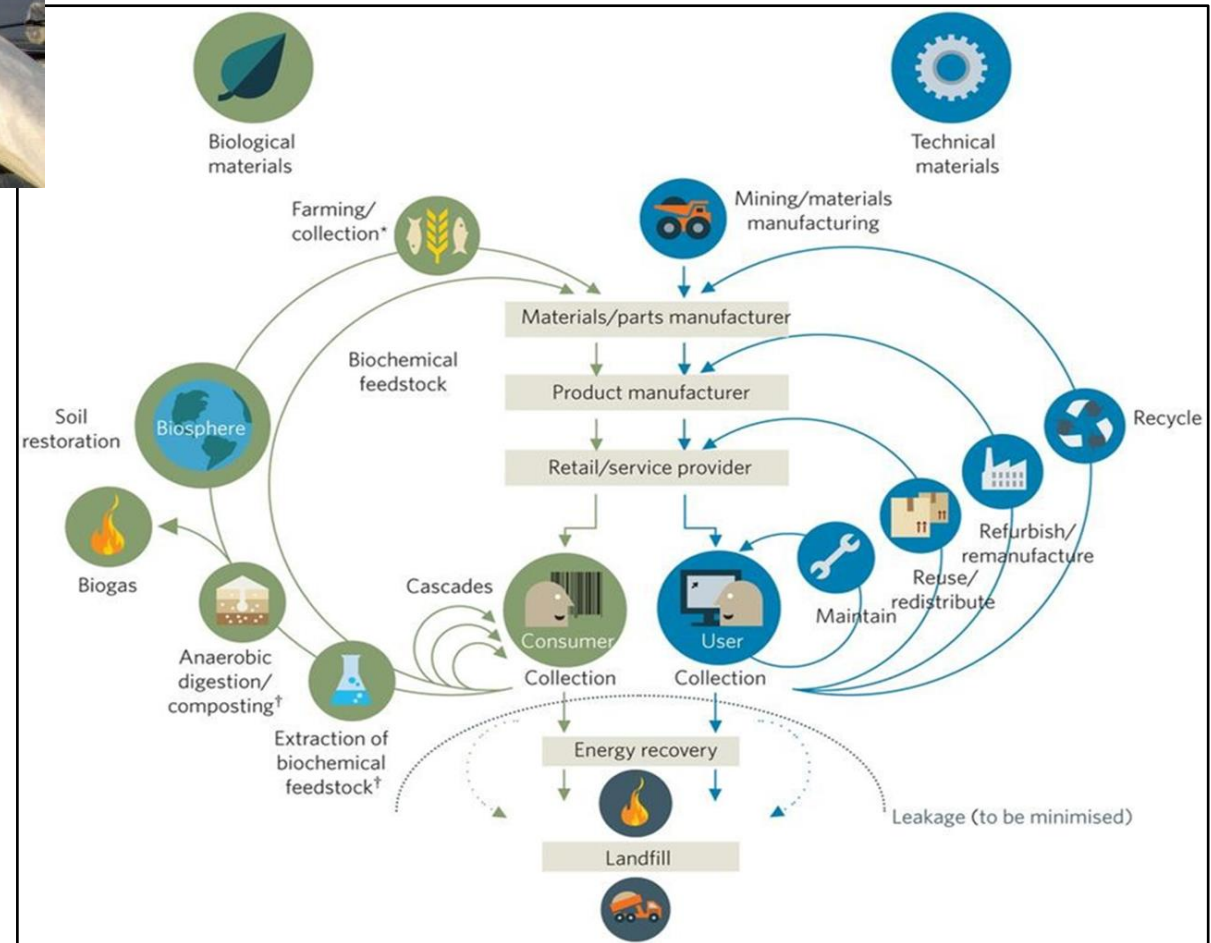 Biological
materials
Technical
materials
Farming/
collection*
Mining/materials
manufacturing
Materials/parts manufacturer
Biochemical
feedstock
Product manufacturer
Soil
restoration
Biosphere
Recycle
Retail/service provider
Biogas
Refurbish/
remanufacture
Cascades
Reuse/
redistribute
Maintain
Consumer
User
Anaerobic
digestion/
composting†
Collection
Collection
Extraction of
biochemical
feedstock†
Energy recovery
Leakage (to be minimised)
Landfill